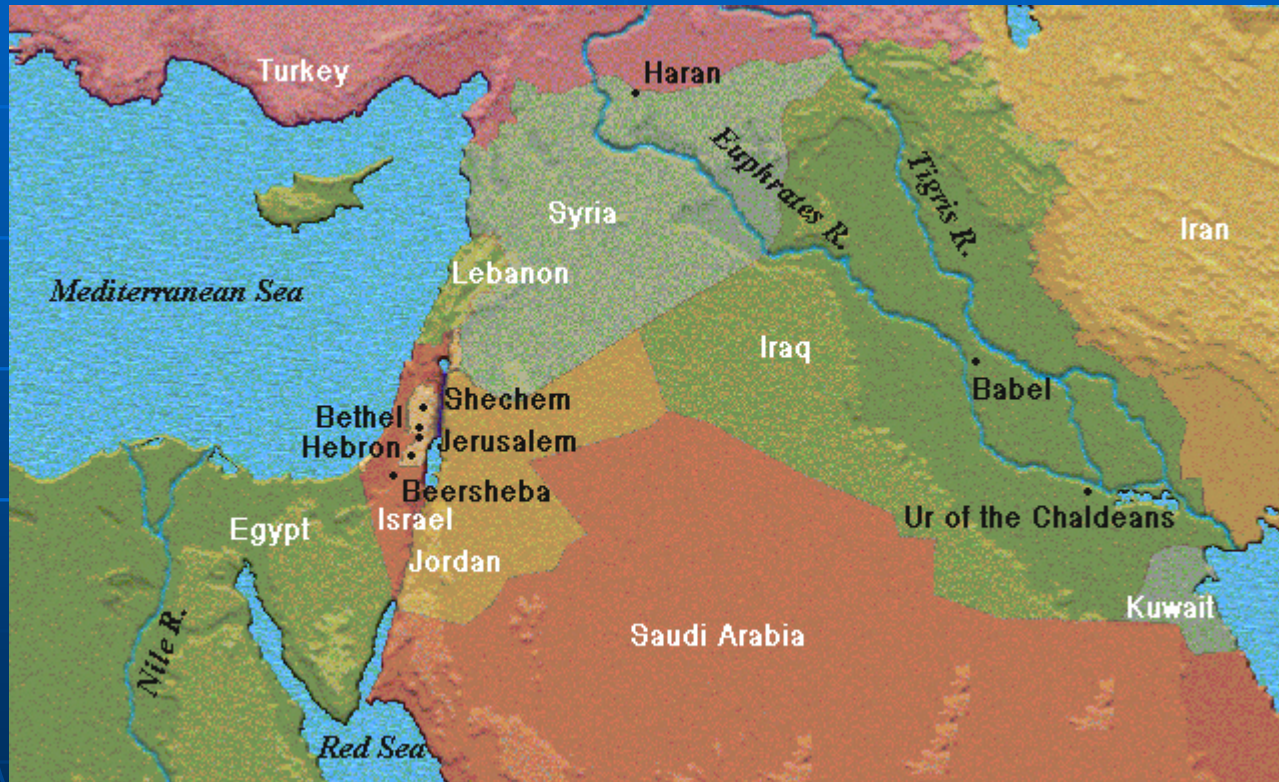 Turkey
Haran
Euphrates R.
Tigris R.
Syria
Iran
Lebanon
Mediterranean Sea
Iraq
Babel
Shechem
Bethel
Jerusalem
Hebron
Beersheba
Ur of the Chaldeans
Israel
Egypt
Jordan
Kuwait
Nile R.
Saudi Arabia
Red Sea